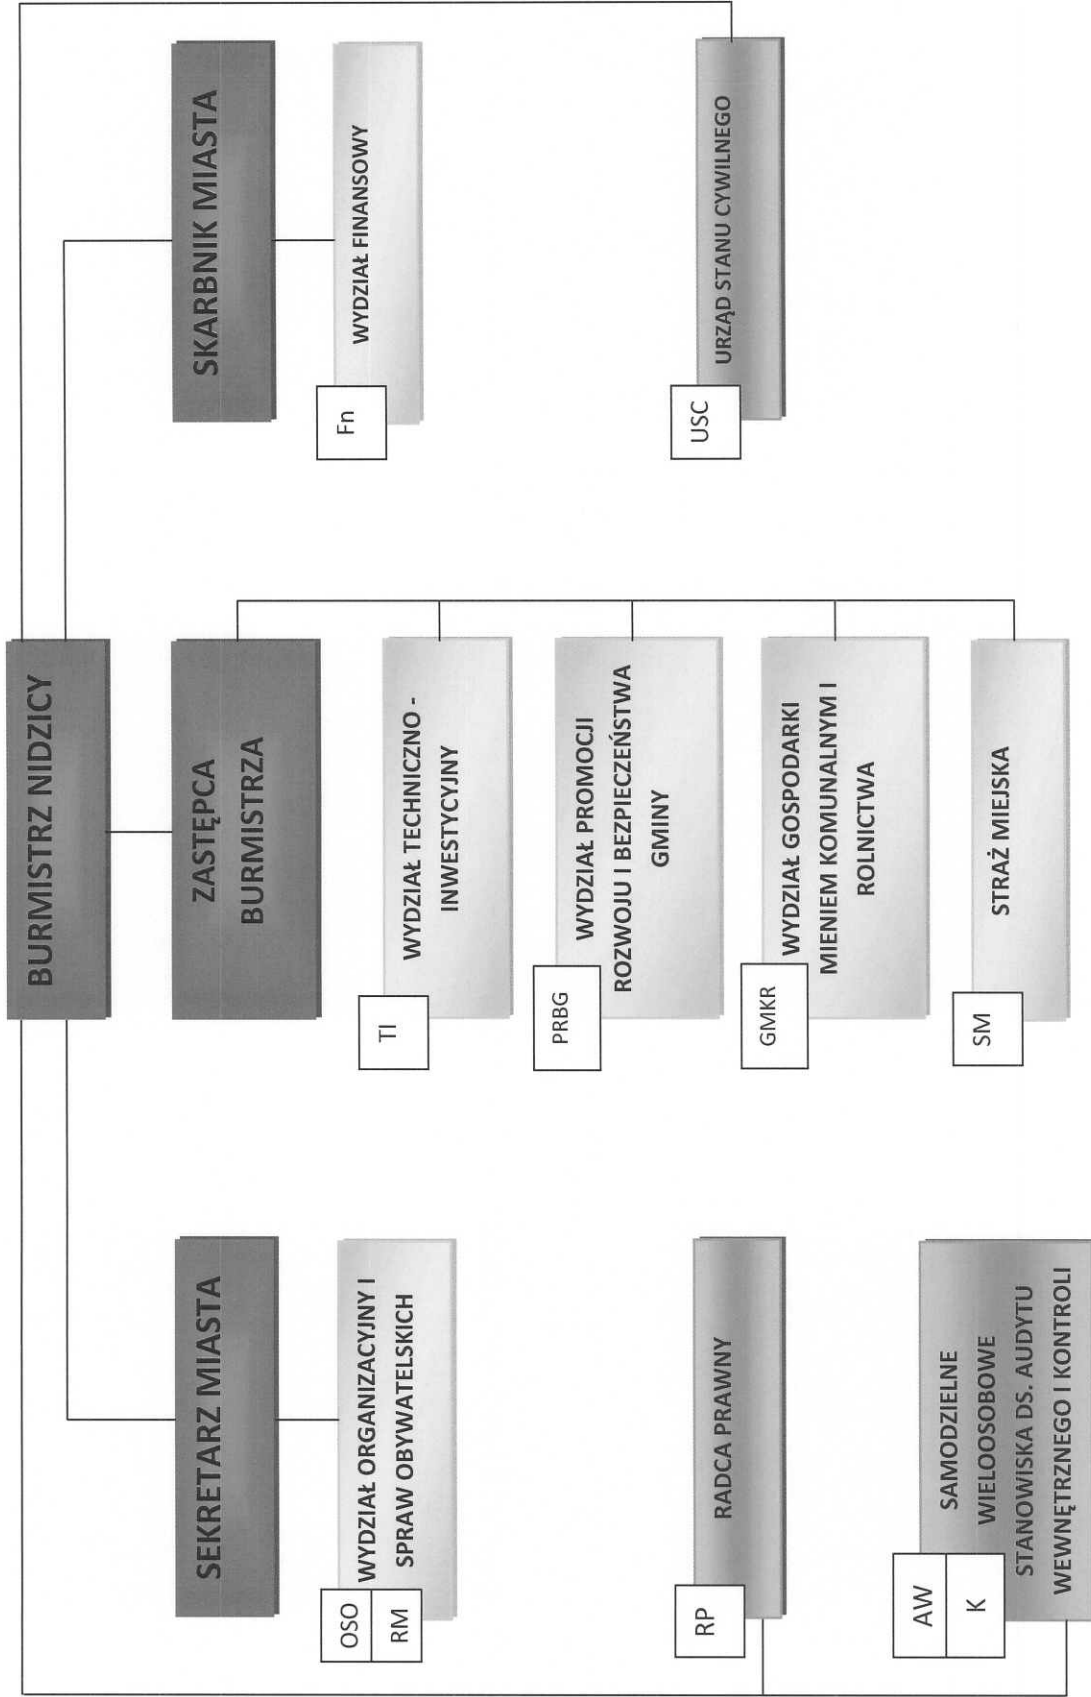 BURMISTRZ NIDZICY
SEKRETARZ MIASTA
ZASTĘPCA
BURMISTRZA
SKARBNIK MIASTA
OSO
RM
WYDZIAŁ ORGANIZACYJNY I
SPRAW OBYWATELSKICH
TI
WYDZIAŁ TECHNICZNO -
INWESTYCYJNY
Fn
WYDZIAŁ FINANSOWY
PRBG
WYDZIAŁ PROMOCJI
ROZWOJU I BEZPIECZEŃSTWA
GMINY
RP
RADCA PRAWNY
GMKR
WYDZIAŁ GOSPODARKI
MIENIEM KOMUNALNYM I
ROLNICTWA
USC
URZĄD STANU CYWILNEGO
AW
K
SAMODZIELNE
WIELOOSOBOWE
STANOWISKA DS. AUDYTU
WEWNĘTRZNEGO I KONTROLI
SM
STRAŻ MIEJSKA